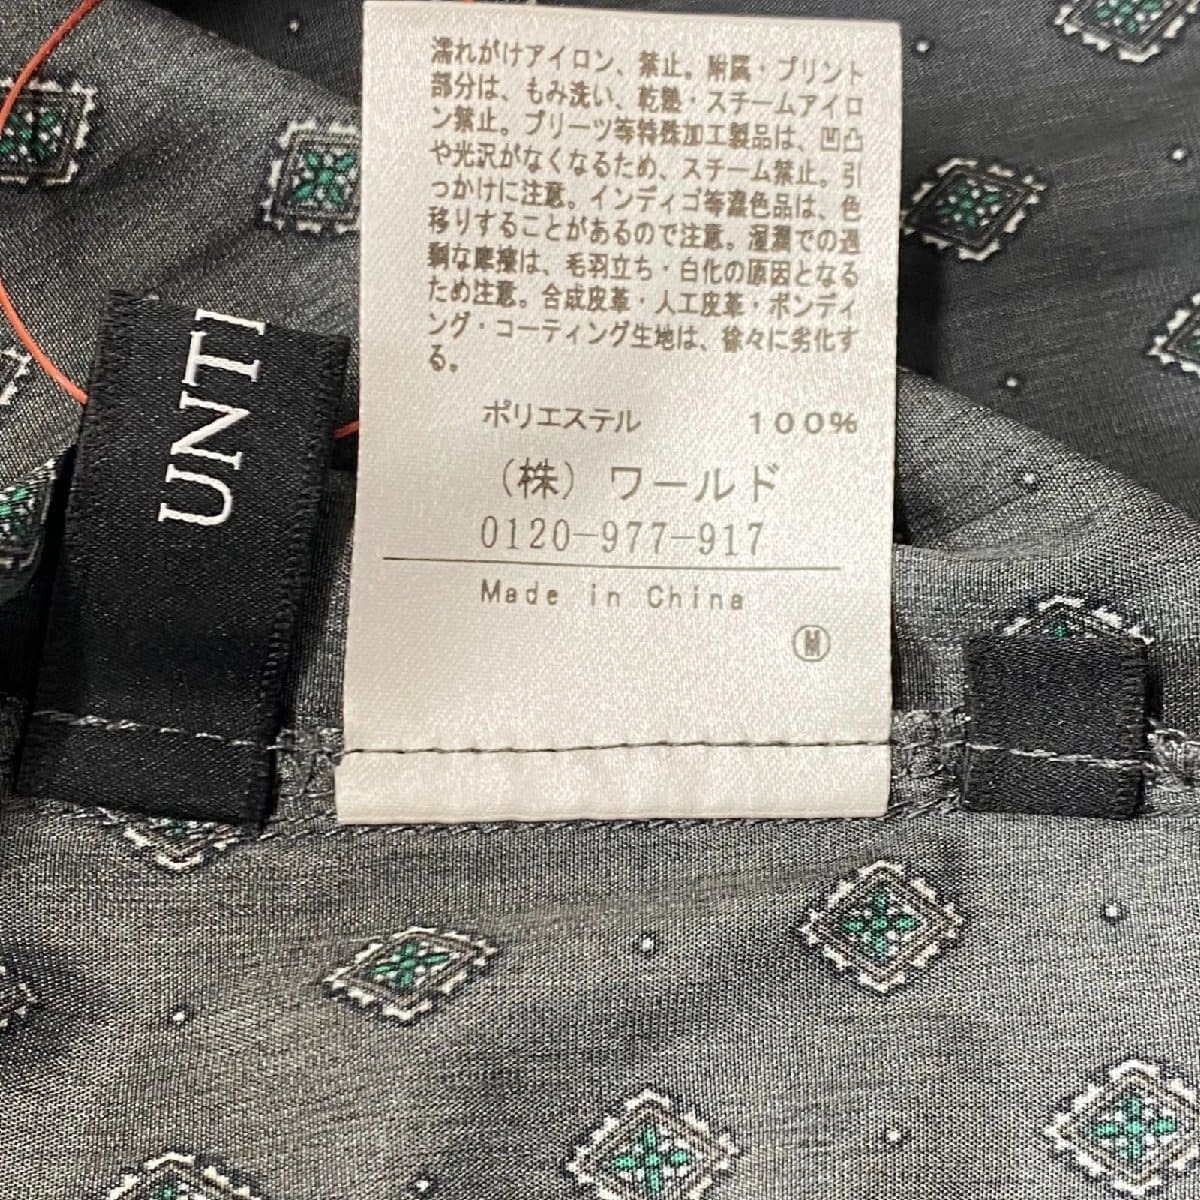 濡れがけアイロン、禁止。附属・プリント
部分は、もみ洗い、乾熱・スチームアイロ
ン禁止。プリーツ等特殊加工製品は、凹凸
や光沢がなくなるため、スチーム禁止。引
っかけに注意。インディゴ等濃色品は、色
移りすることがあるので注意。湿潤での過
剰な摩擦は、毛羽立ち・白化の原因となる
ため注意。合成皮革・人工皮革・ボンディ
ング・コーティング生地は、徐々に劣化す
る。
ポリエステル 100%
(株)ワールド
0120-977-917
Made in China
M
UNTI